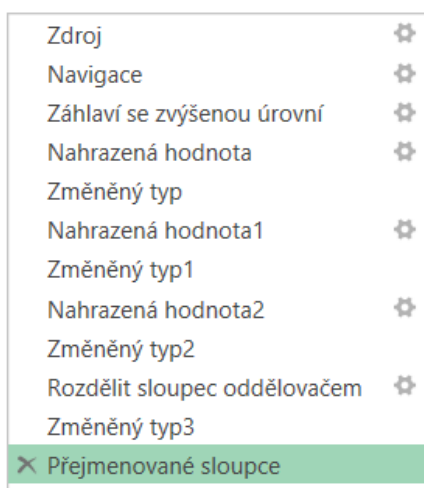 Zdroj
Navigace
Záhlaví se zvýšenou úrovní
Nahrazená hodnota
Změněný typ
Nahrazená hodnota1
Změněný typ1
Nahrazená hodnota2
Změněný typ2
Rozdělit sloupec oddělovačem
Změněný typ3
Přejmenované sloupce